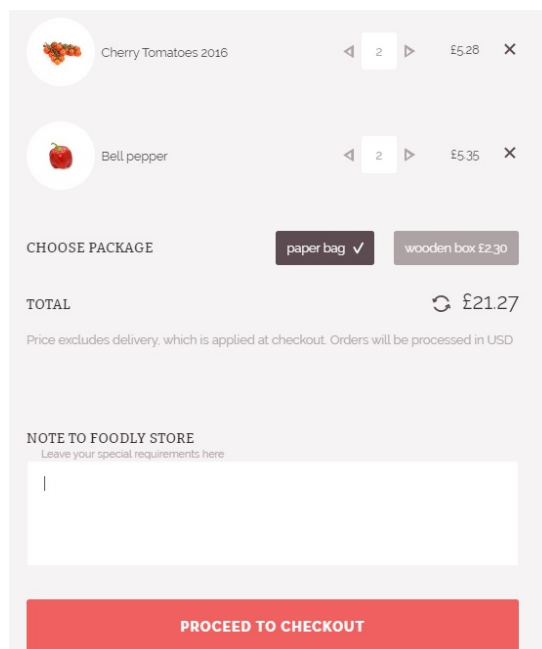 Cherry Tomatoes 2016 2 £5.28
Bell pepper 2 £5.35
CHOOSE PACKAGE paper bag wooden box £2.30
TOTAL £21.27
Price excludes delivery, which is applied at checkout. Orders will be processed in USD
NOTE TO FOODLY STORE
Leave your special requirements here
PROCEED TO CHECKOUT